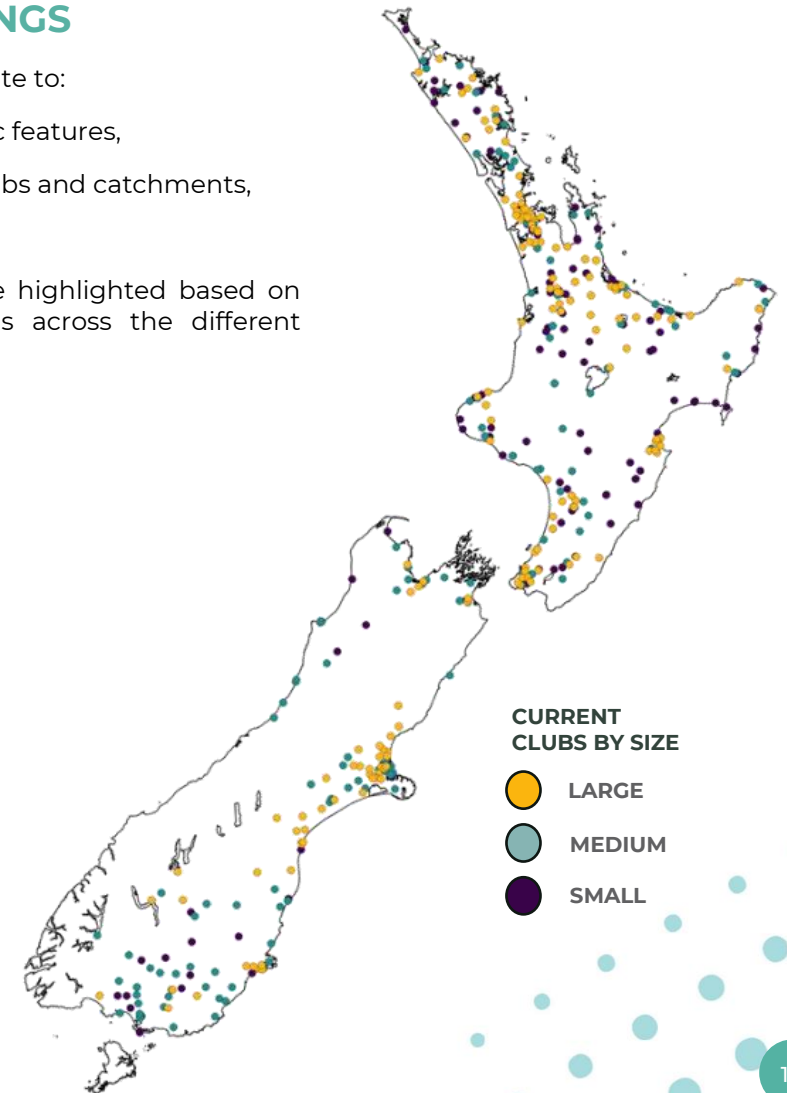 NGS
te to:
c features,
bs and catchments,
e highlighted based on
s across the different
CURRENT
CLUBS BY SIZE
LARGE
MEDIUM
SMALL
1